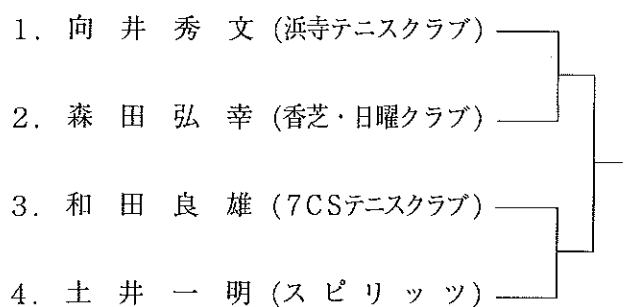 1. 向井秀文 (浜寺テニスクラブ)
2. 森田弘幸 (香芝・日曜クラブ)
3. 和田良雄 (7CSテニスクラブ)
4. 土井一明 (スピリッツ)